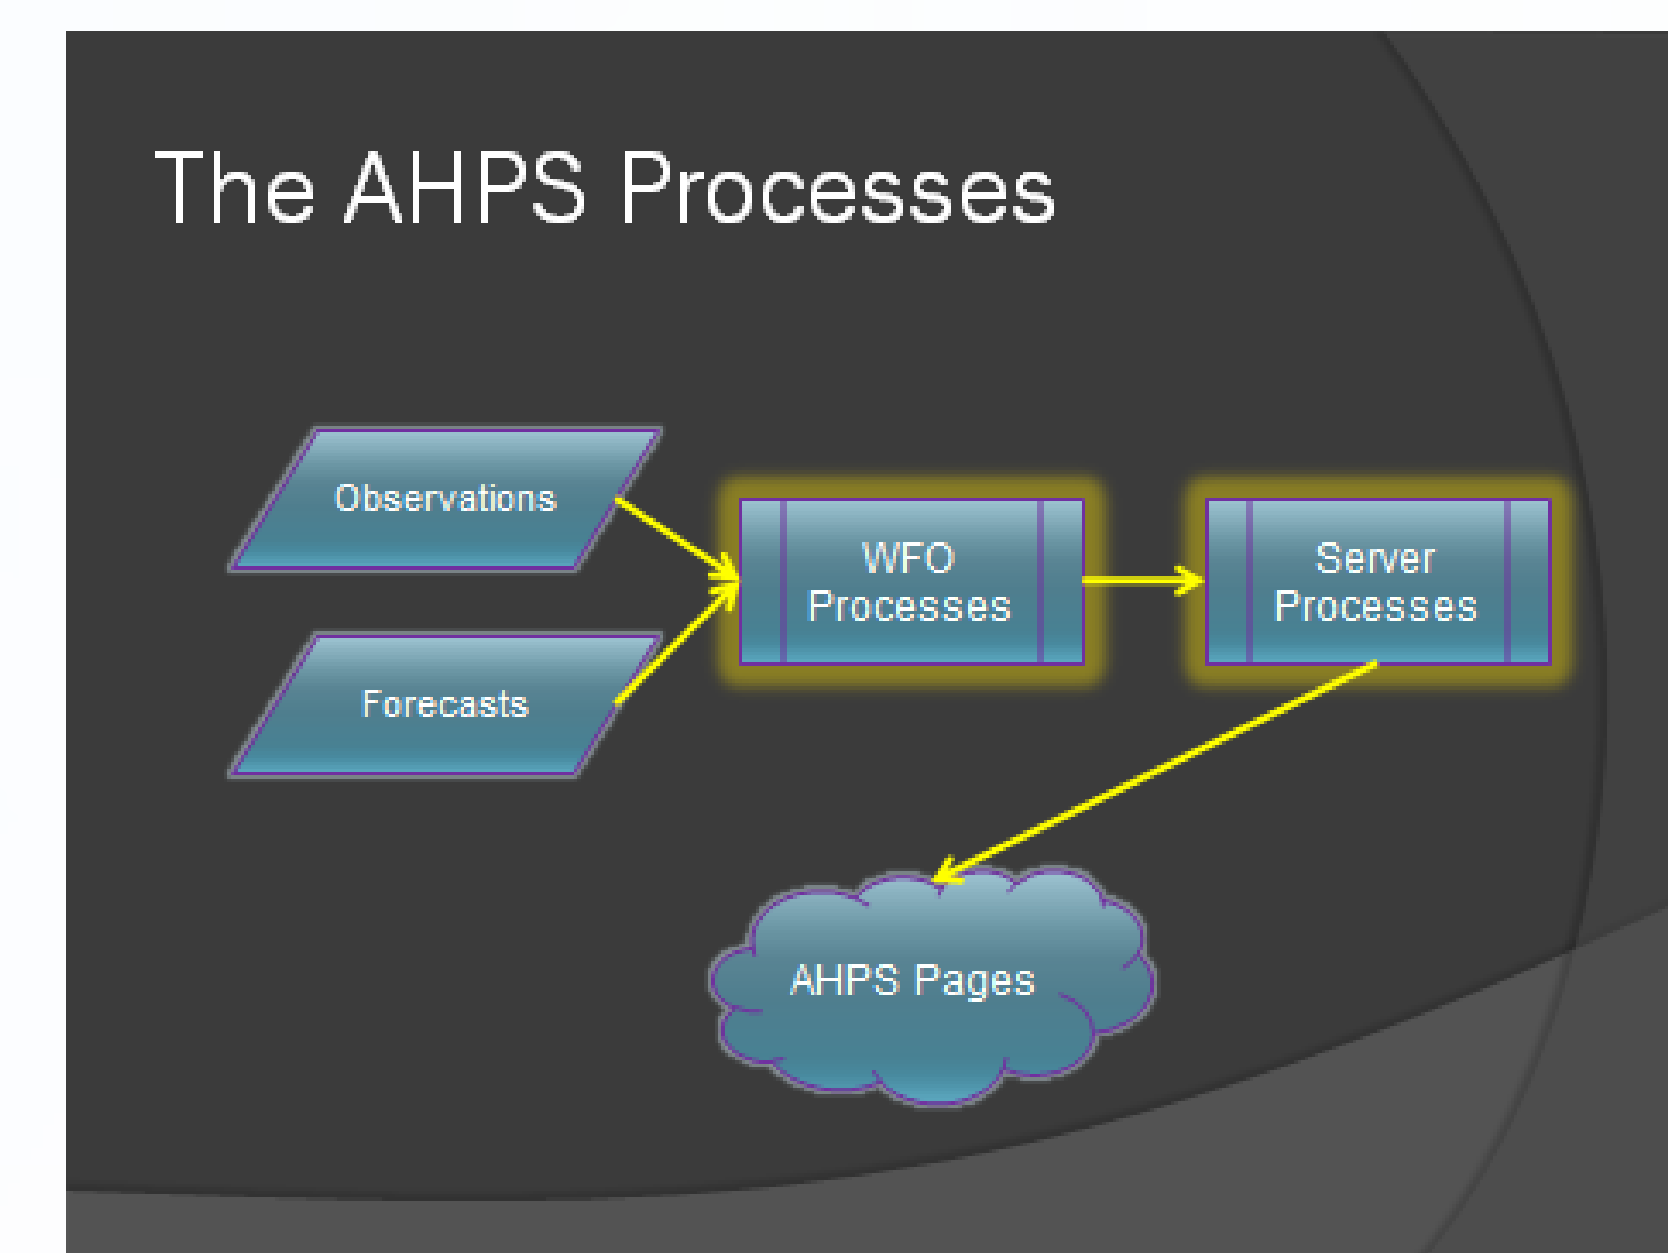 The AHPS Processes
Observations
Forecasts
WFO
Processes
Server
Processes
AHPS Pages